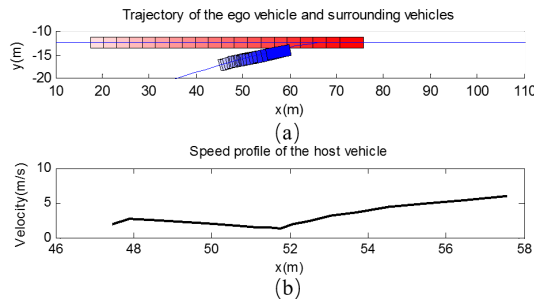 Trajectory of the ego vehicle and surrounding vehicles
-10
-15
-20
y(m)
10 20 30 40 50 60 70 80 90 100 110
x(m)
(a)
Speed profile of the host vehicle
10
5
0
Velocity(m/s)
46 48 50 52 54 56 58
x(m)
(b)